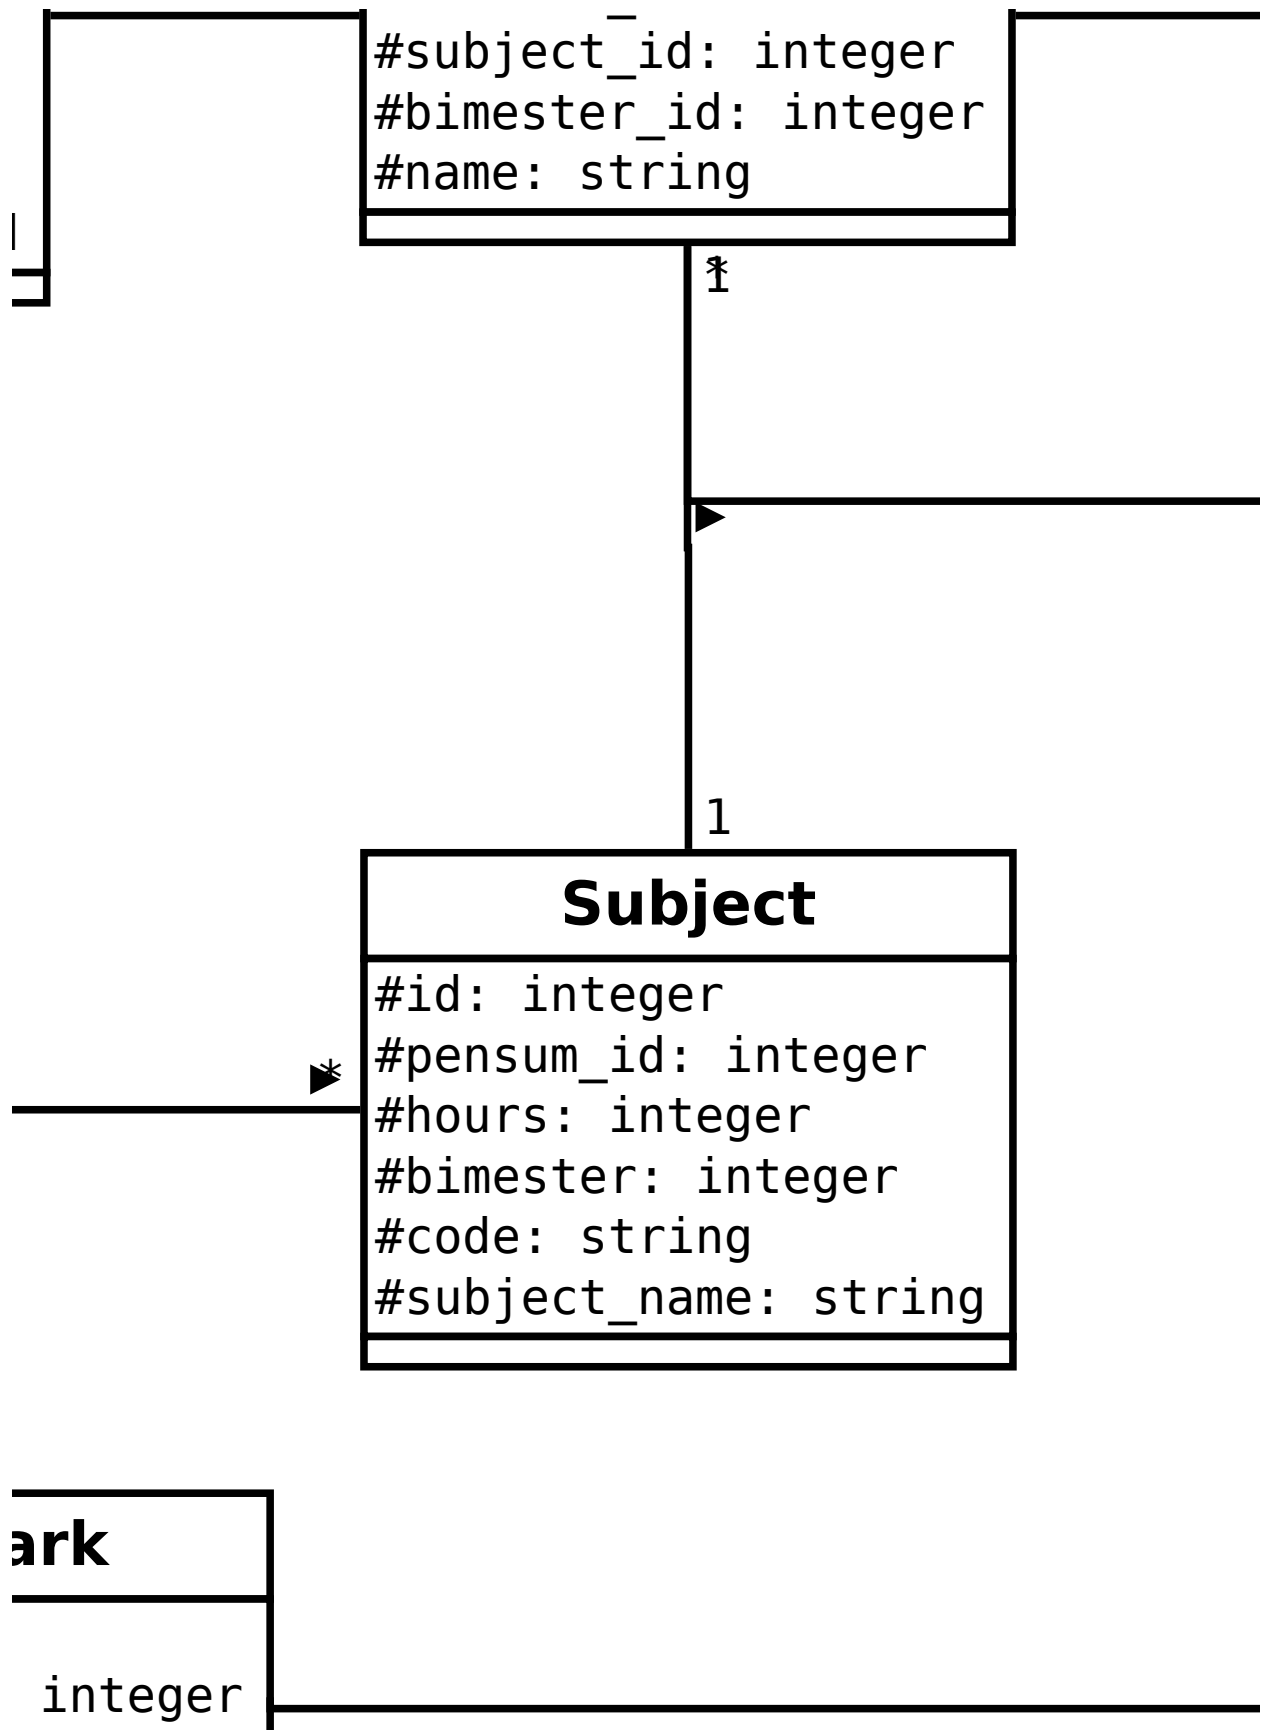 #subject_id: integer
#bimester_id: integer
#name: string
*
1
1
Subject
#id: integer
#pensum_id: integer
*
#hours: integer
#bimester: integer
#code: string
#subject_name: string
ark
integer